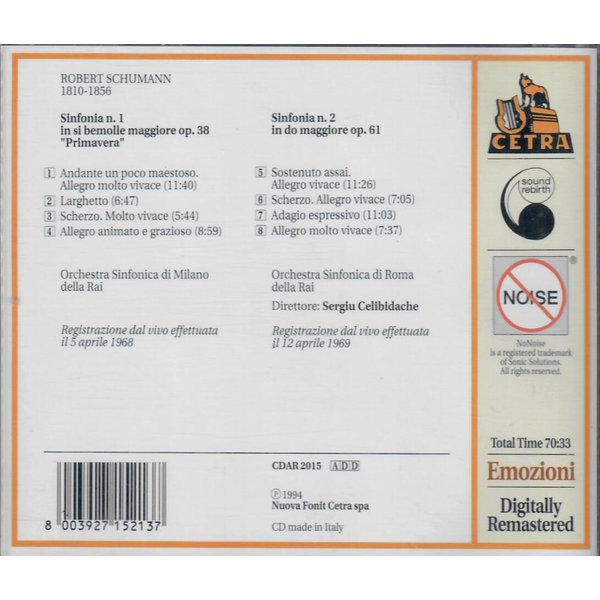 ROBERT SCHUMANN
1810-1856
Sinfonia n. 1
in si bemolle maggiore op. 38
"Primavera"
1 Andante un poco maestoso.
Allegro molto vivace (11:40)
2 Larghetto (6:47)
3 Scherzo. Molto vivace (5:44)
4 Allegro animato e grazioso (8:59)
Orchestra Sinfonica di Milano
della Rai
Registrazione dal vivo effettuata
il 5 aprile 1968
Sinfonia n. 2
in do maggiore op. 61
5 Sostenuto assai.
Allegro vivace (11:26)
6 Scherzo. Allegro vivace (7:05)
7 Adagio espressivo (11:03)
8 Allegro molto vivace (7:37)
Orchestra Sinfonica di Roma
della Rai
Direttore: Sergiu Celibidache
Registrazione dal vivo effettuata
il 12 aprile 1969
CDAR 2015 ADD
℗ 1994
Nuova Fonit Cetra spa
CD made in Italy
8 003927 152137
CETRA
sound
rebirth
NOISE ®
NoNoise
is a registered trademark
of Sonic Solutions.
All rights reserved.
Total Time 70:33
Emozioni
Digitally
Remastered